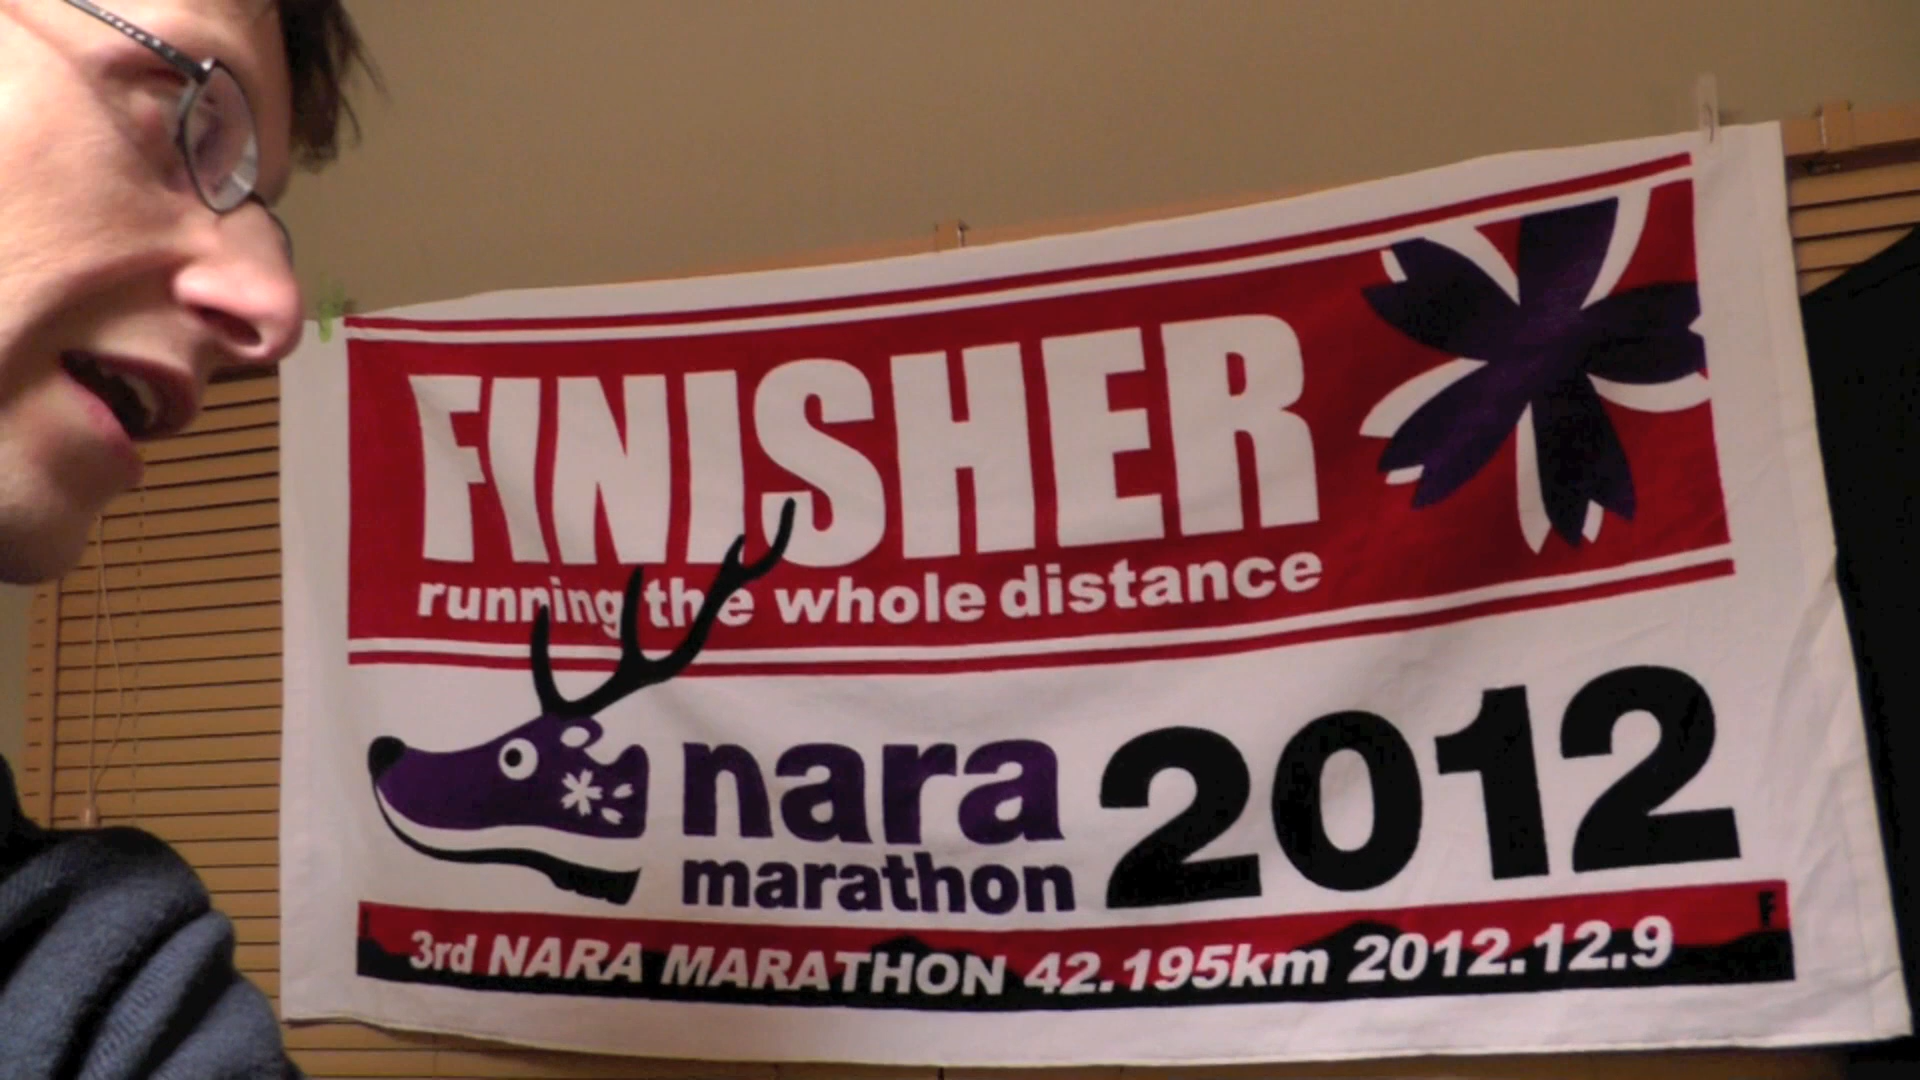 FINISHER
running the whole distance
nara
marathon
2012
F
3rd NARA MARATHON 42.195km 2012.12.9